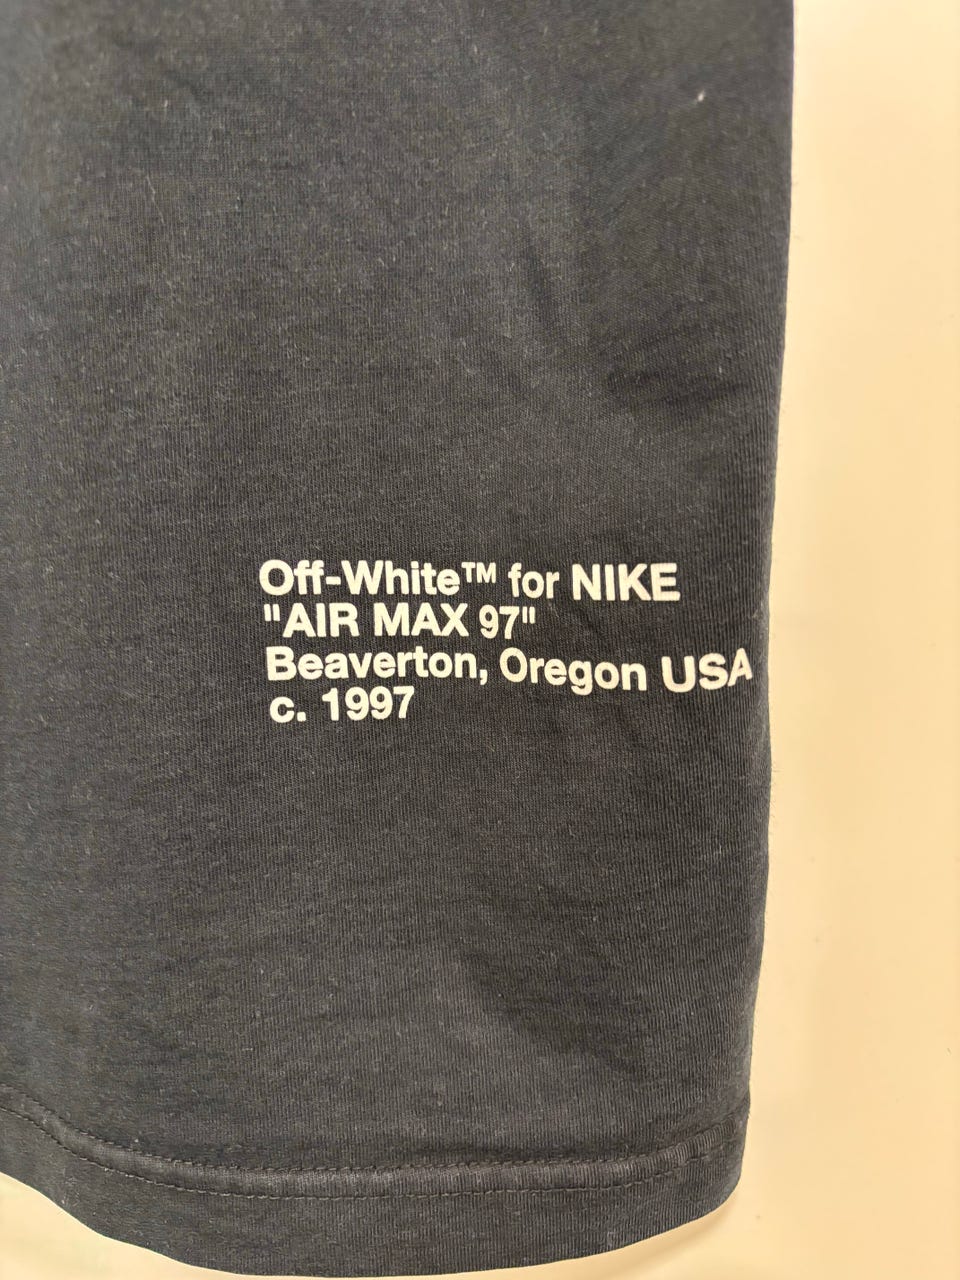 Off-White™ for NIKE
"AIR MAX 97"
Beaverton, Oregon USA
c. 1997